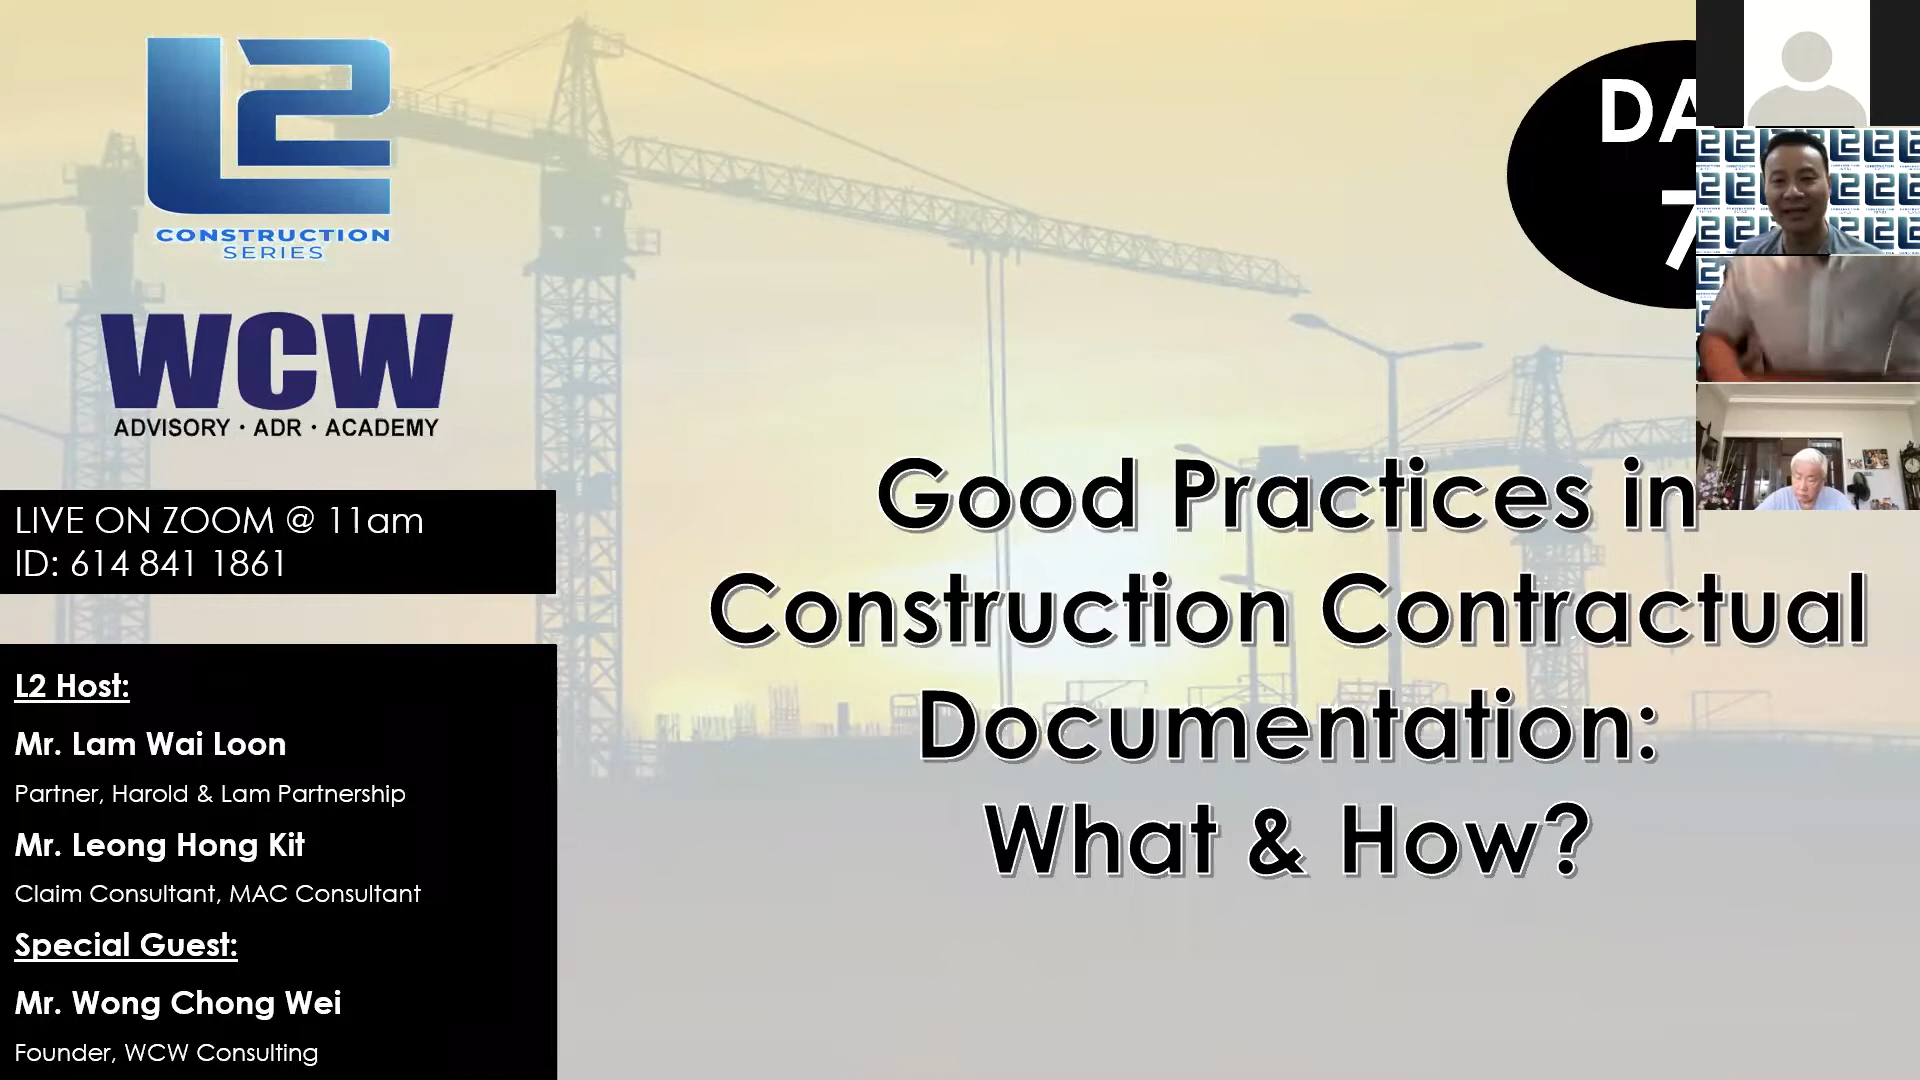 L2
CONSTRUCTION
SERIES
WCW
ADVISORY · ADR · ACADEMY
LIVE ON ZOOM @ 11am
ID: 614 841 1861
L2 Host:
Mr. Lam Wai Loon
Partner, Harold & Lam Partnership
Mr. Leong Hong Kit
Claim Consultant, MAC Consultant
Special Guest:
Mr. Wong Chong Wei
Founder, WCW Consulting
DA
7
Good Practices in
Construction Contractual
Documentation:
What & How?